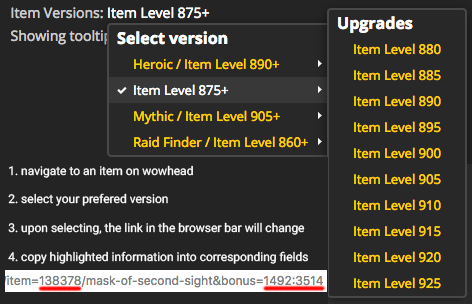 Item Versions: Item Level 875+
Showing tooltip
Select version
Heroic / Item Level 890+
Item Level 875+
Mythic / Item Level 905+
Raid Finder / Item Level 860+
Upgrades
Item Level 880
Item Level 885
Item Level 890
Item Level 895
Item Level 900
Item Level 905
Item Level 910
Item Level 915
Item Level 920
Item Level 925
1. navigate to an item on wowhead
2. select your prefered version
3. upon selecting, the link in the browser bar will change
4. copy highlighted information into corresponding fields
/item=138378/mask-of-second-sight&bonus=1492:3514